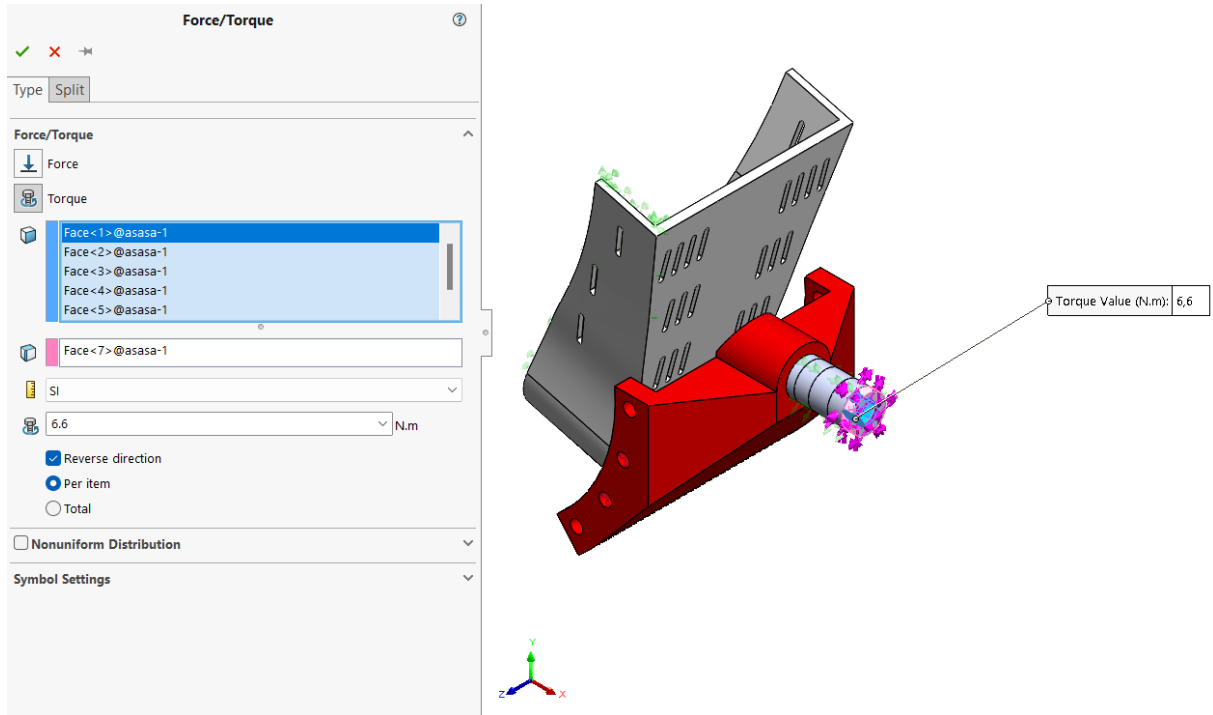 Force/Torque
?
Type Split
Force/Torque
Force
Torque
Face<1>@asasa-1
Face<2>@asasa-1
Face<3>@asasa-1
Face<4>@asasa-1
Face<5>@asasa-1
Face<7>@asasa-1
SI
6.6 N.m
Reverse direction
Per item
Total
Nonuniform Distribution
Symbol Settings
Torque Value (N.m): 6,6
Y
Z X